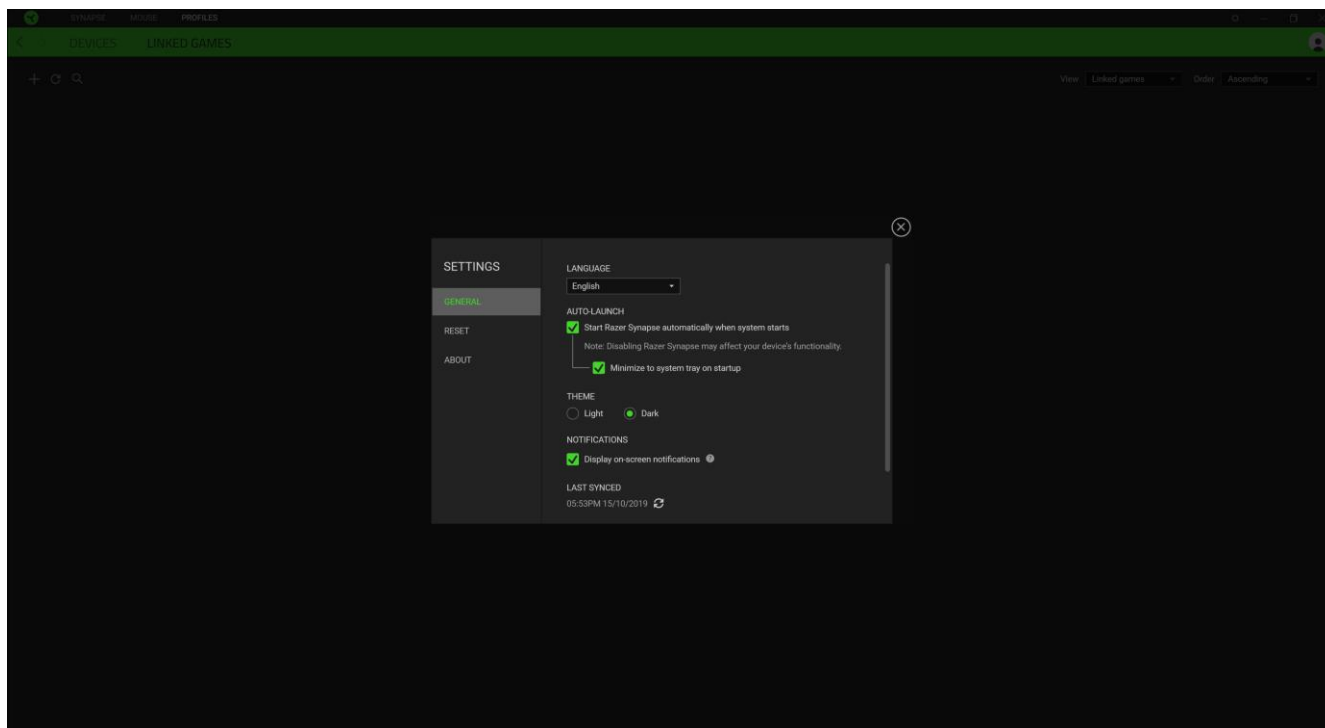 SYNAPSE MOUSE PROFILES
DEVICES LINKED GAMES
View Linked games Order Ascending
SETTINGS
GENERAL
RESET
ABOUT
LANGUAGE
English
AUTO-LAUNCH
Start Razer Synapse automatically when system starts
Note: Disabling Razer Synapse may affect your device's functionality.
Minimize to system tray on startup
THEME
Light Dark
NOTIFICATIONS
Display on-screen notifications ?
LAST SYNCED
05:53PM 15/10/2019